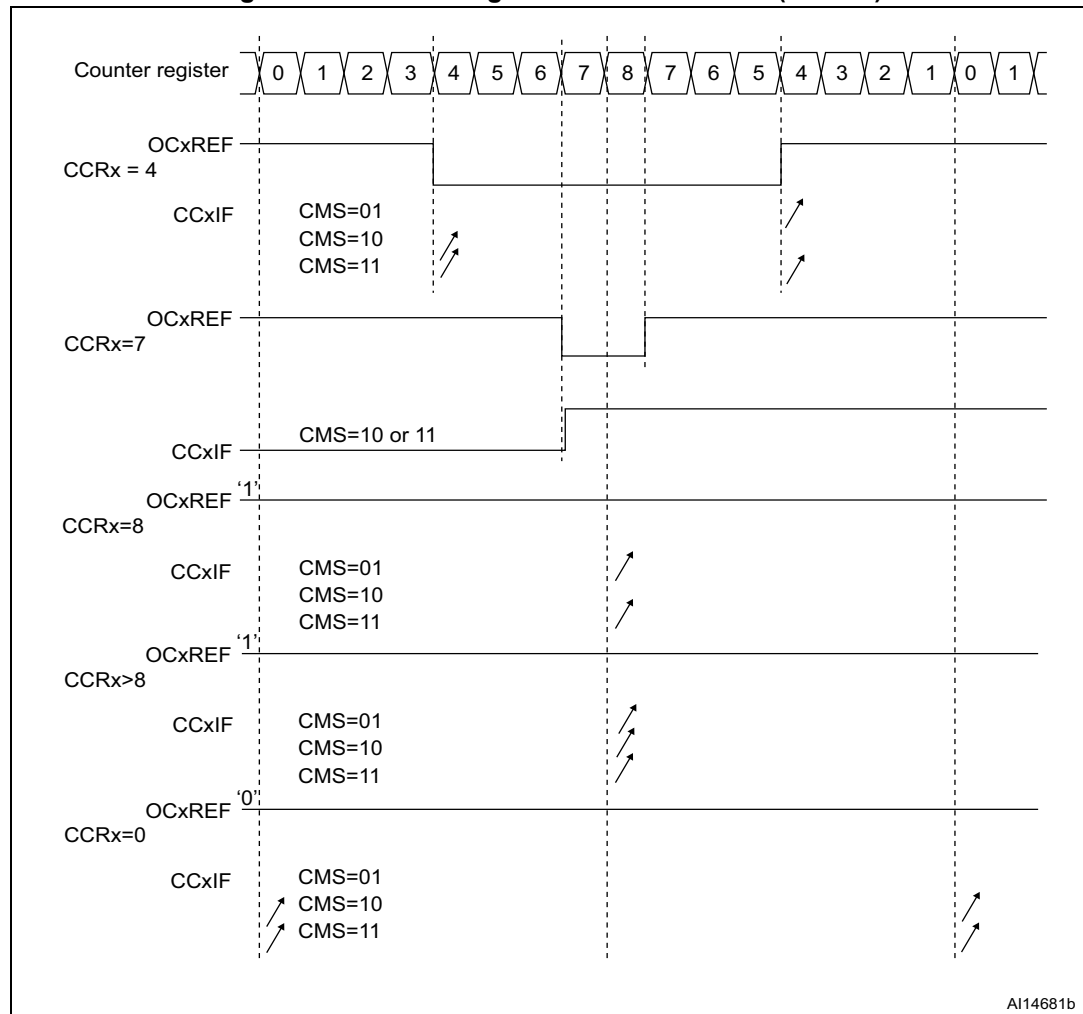 Counter register 0 1 2 3 4 5 6 7 8 7 6 5 4 3 2 1 0 1
OCxREF
CCRx = 4
CCxIF CMS=01
CMS=10
CMS=11
OCxREF
CCRx=7
CMS=10 or 11
CCxIF
OCxREF '1'
CCRx=8
CCxIF CMS=01
CMS=10
CMS=11
OCxREF '1'
CCRx>8
CCxIF CMS=01
CMS=10
CMS=11
OCxREF '0'
CCRx=0
CCxIF CMS=01
CMS=10
CMS=11
AI14681b